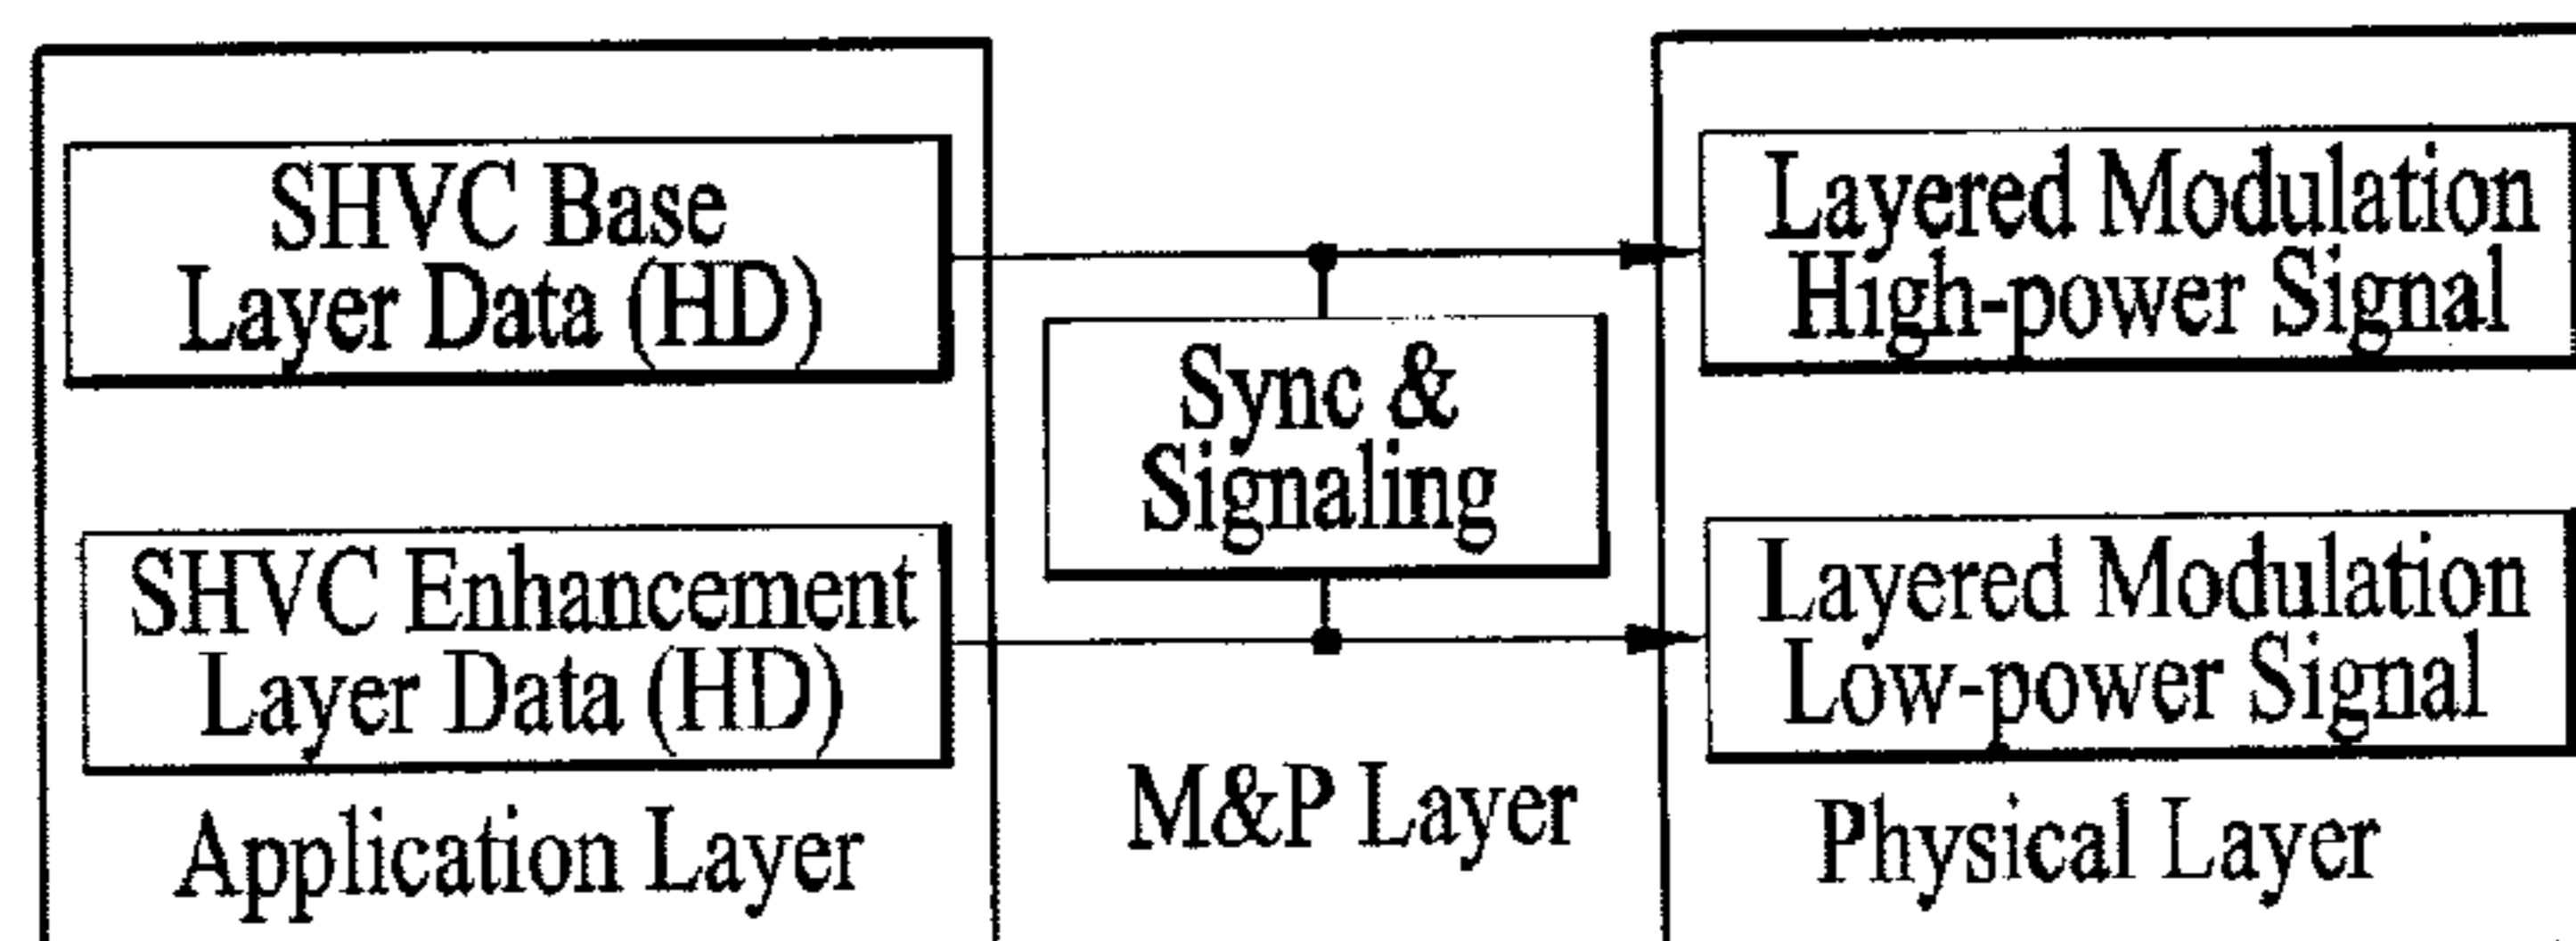 SHVC Base
Layer Data (HD)
Layered Modulation
High-power Signal
Sync &
Signaling
SHVC Enhancement
Layer Data (HD)
Layered Modulation
Low-power Signal
Application Layer
M&P Layer
Physical Layer